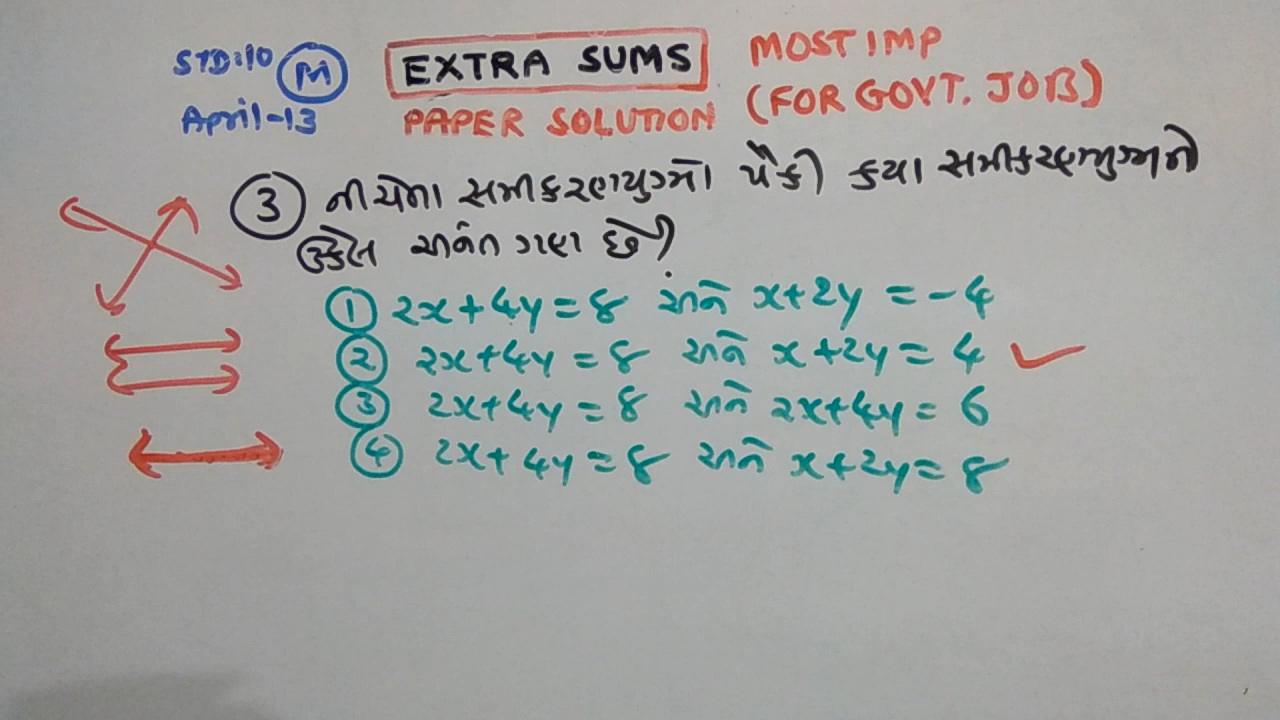 STD:10 M EXTRA SUMS MOST IMP
April-13 PAPER SOLUTION (FOR GOVT. JOB)
3 નીચેના સમીકરણયુગ્મો પૈકી કયા સમીકરણયુગ્મનો
ઉકેલ અનંત ગણ છે?
1 2x+4y=8 અને x+2y=-4
2 2x+4y=8 અને x+2y=4
3 2x+4y=8 અને 2x+4y=6
4 2x+4y=8 અને x+2y=8